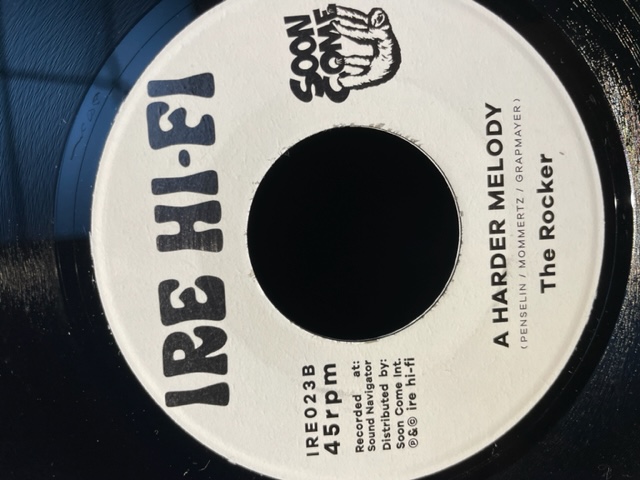 IRE HI-FI
SOON
COME
IRE023B
45rpm
Recorded at:
Sound Navigator
Distributed by:
Soon Come Int.
℗&© ire hi-fi
A HARDER MELODY
(PENSELIN / MOMMERTZ / GRAPMAYER)
The Rocker